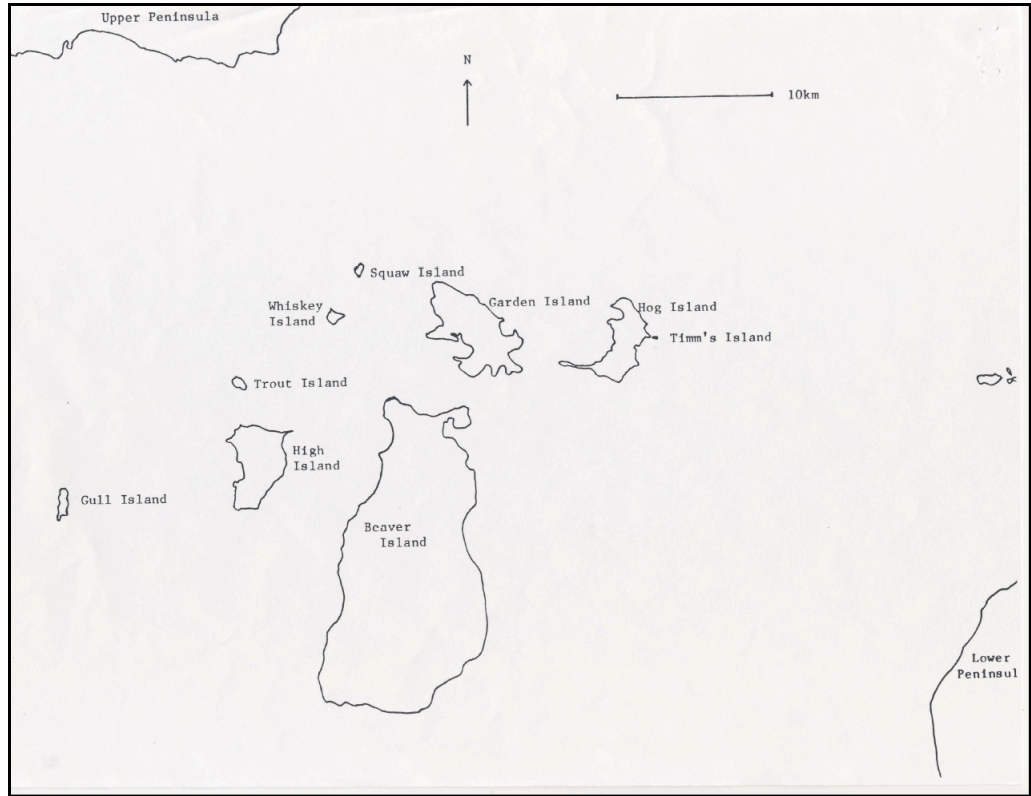 Upper Peninsula
N
10km
Squaw Island
Whiskey
Island
Garden Island
Hog Island
Timm's Island
Trout Island
High
Island
Gull Island
Beaver
Island
Lower
Peninsul